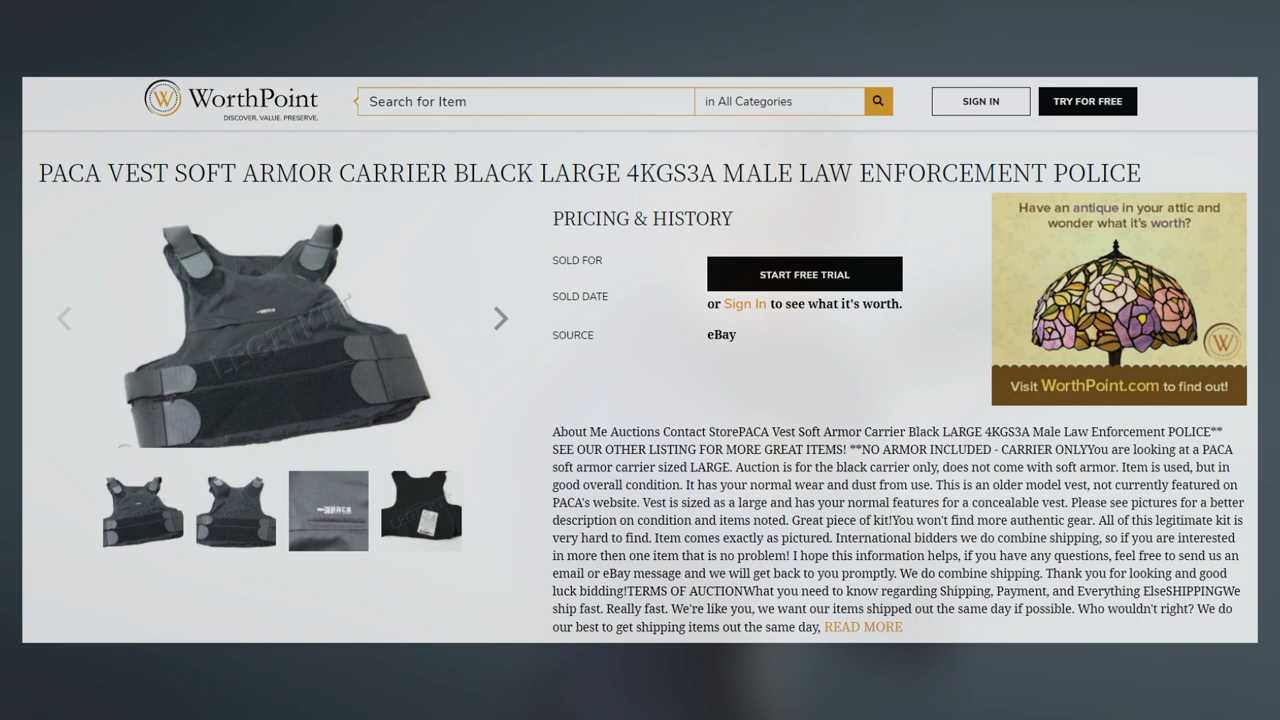 W
WorthPoint
DISCOVER. VALUE. PRESERVE.
Search for Item
in All Categories
SIGN IN
TRY FOR FREE
PACA VEST SOFT ARMOR CARRIER BLACK LARGE 4KGS3A MALE LAW ENFORCEMENT POLICE
LEGITKIT
PRICING & HISTORY
SOLD FOR
START FREE TRIAL
SOLD DATE
or Sign In to see what it's worth.
SOURCE
eBay
Have an antique in your attic and
wonder what it's worth?
W
Visit WorthPoint.com to find out!
About Me Auctions Contact StorePACA Vest Soft Armor Carrier Black LARGE 4KGS3A Male Law Enforcement POLICE**
SEE OUR OTHER LISTING FOR MORE GREAT ITEMS! **NO ARMOR INCLUDED - CARRIER ONLYYou are looking at a PACA
soft armor carrier sized LARGE. Auction is for the black carrier only, does not come with soft armor. Item is used, but in
good overall condition. It has your normal wear and dust from use. This is an older model vest, not currently featured on
PACA's website. Vest is sized as a large and has your normal features for a concealable vest. Please see pictures for a better
description on condition and items noted. Great piece of kit!You won't find more authentic gear. All of this legitimate kit is
very hard to find. Item comes exactly as pictured. International bidders we do combine shipping, so if you are interested
in more then one item that is no problem! I hope this information helps, if you have any questions, feel free to send us an
email or eBay message and we will get back to you promptly. We do combine shipping. Thank you for looking and good
luck bidding!TERMS OF AUCTIONWhat you need to know regarding Shipping, Payment, and Everything ElseSHIPPINGWe
ship fast. Really fast. We're like you, we want our items shipped out the same day if possible. Who wouldn't right? We do
our best to get shipping items out the same day, READ MORE